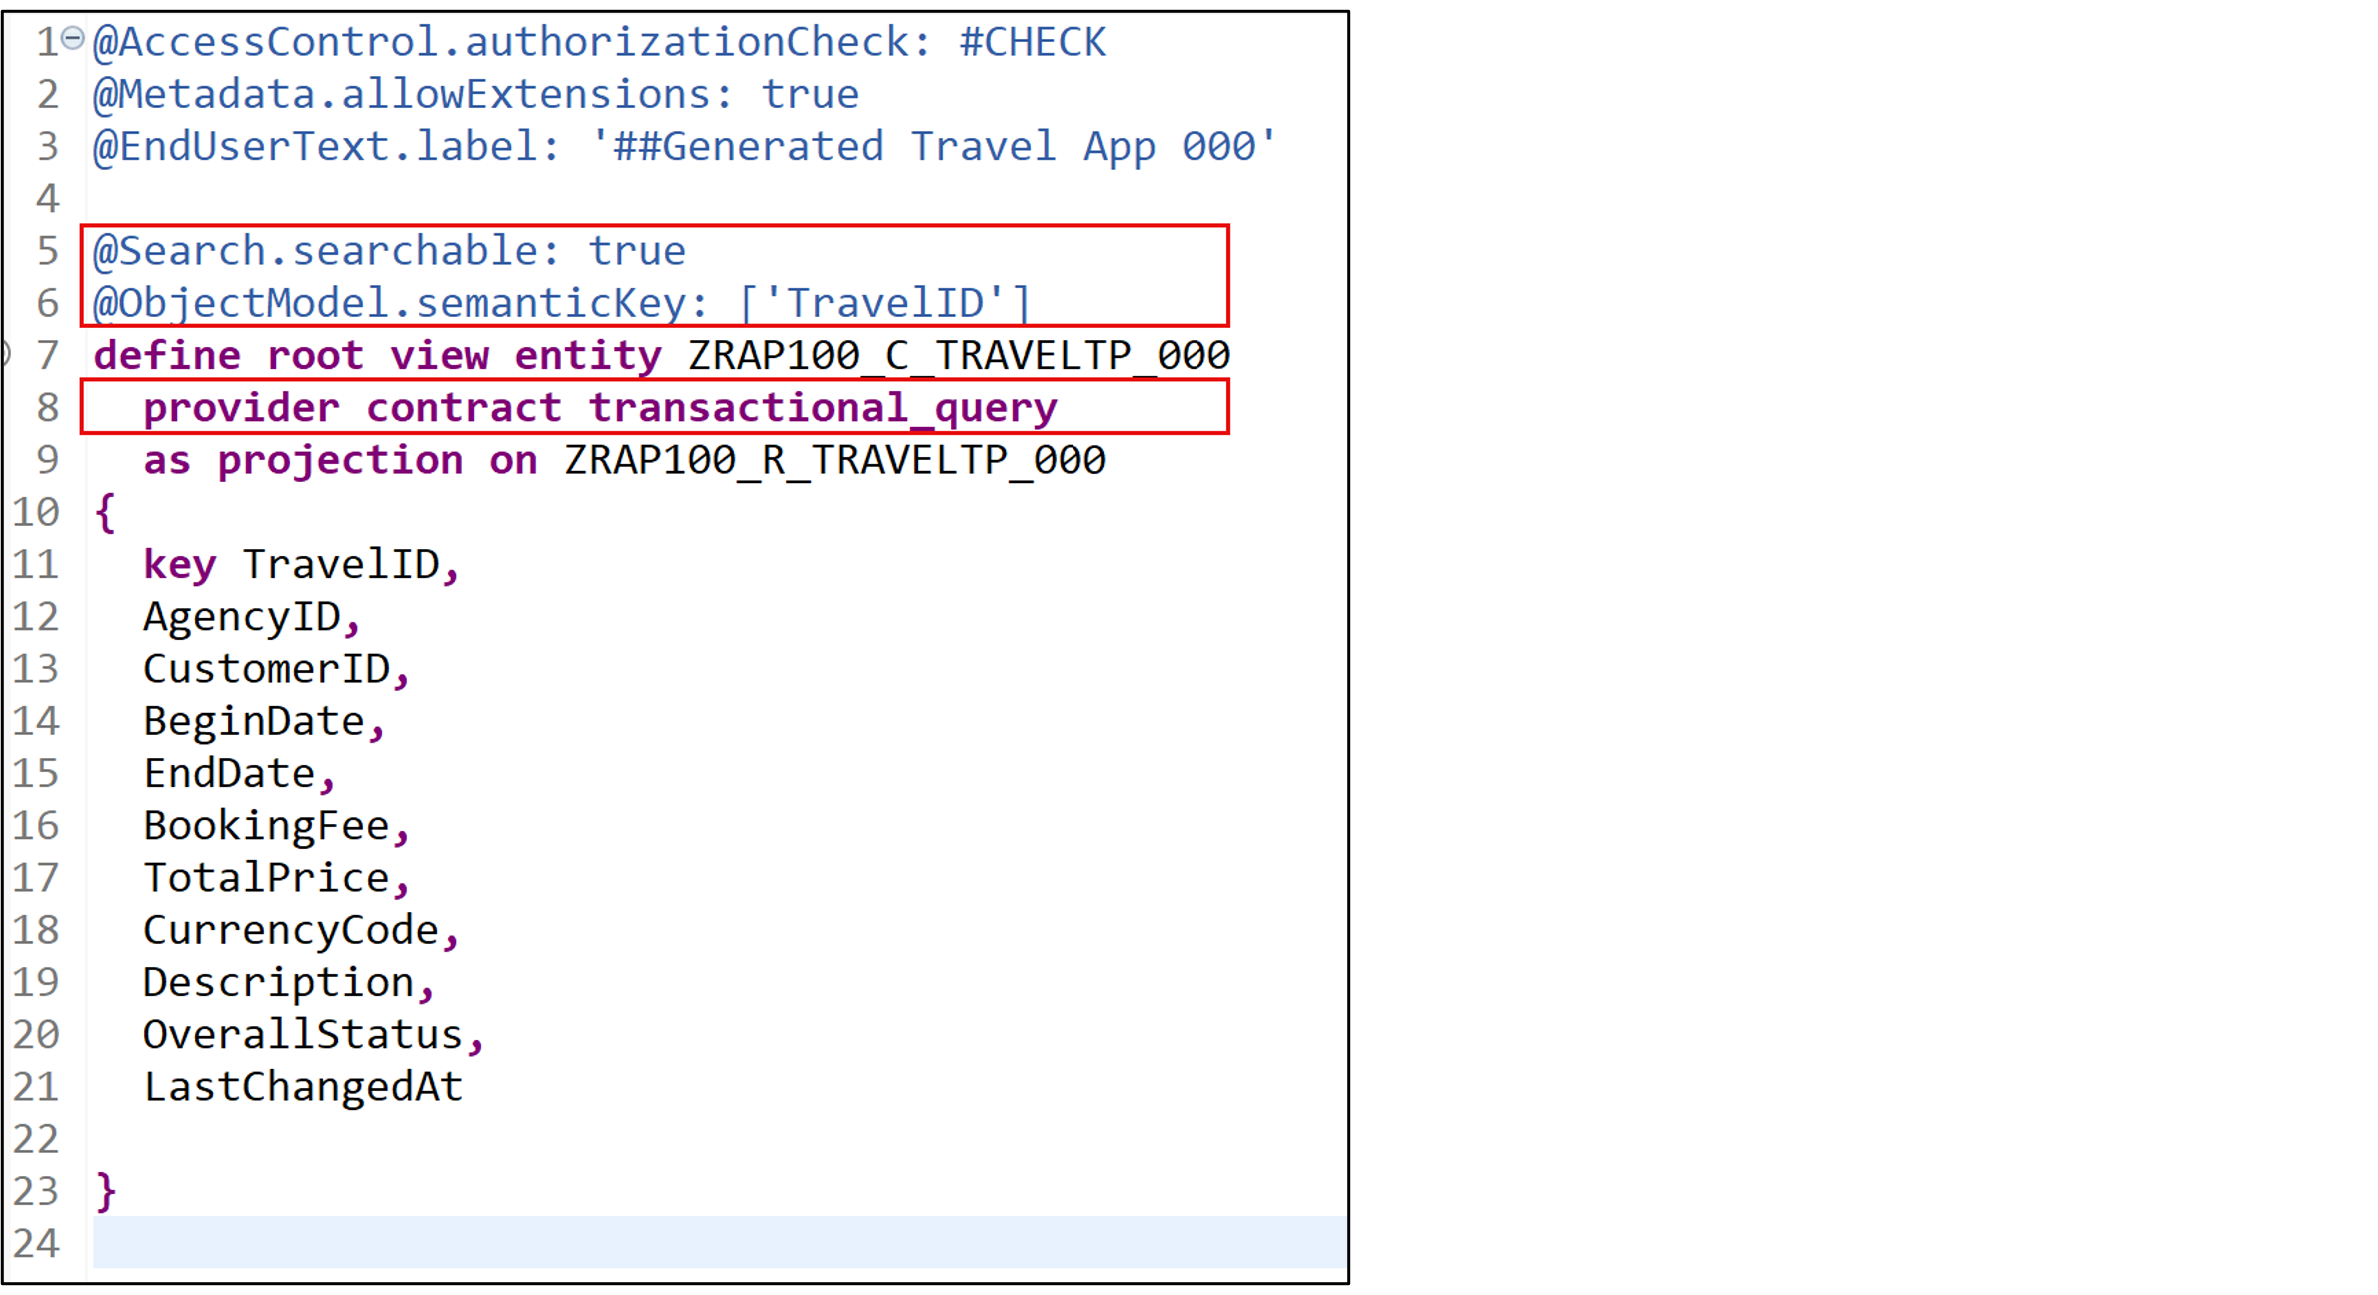 1 @AccessControl.authorizationCheck: #CHECK
2 @Metadata.allowExtensions: true
3 @EndUserText.label: '##Generated Travel App 000'
4
5 @Search.searchable: true
6 @ObjectModel.semanticKey: ['TravelID']
7 define root view entity ZRAP100_C_TRAVELTP_000
8 provider contract transactional_query
9 as projection on ZRAP100_R_TRAVELTP_000
10 {
11 key TravelID,
12 AgencyID,
13 CustomerID,
14 BeginDate,
15 EndDate,
16 BookingFee,
17 TotalPrice,
18 CurrencyCode,
19 Description,
20 OverallStatus,
21 LastChangedAt
22
23 }
24